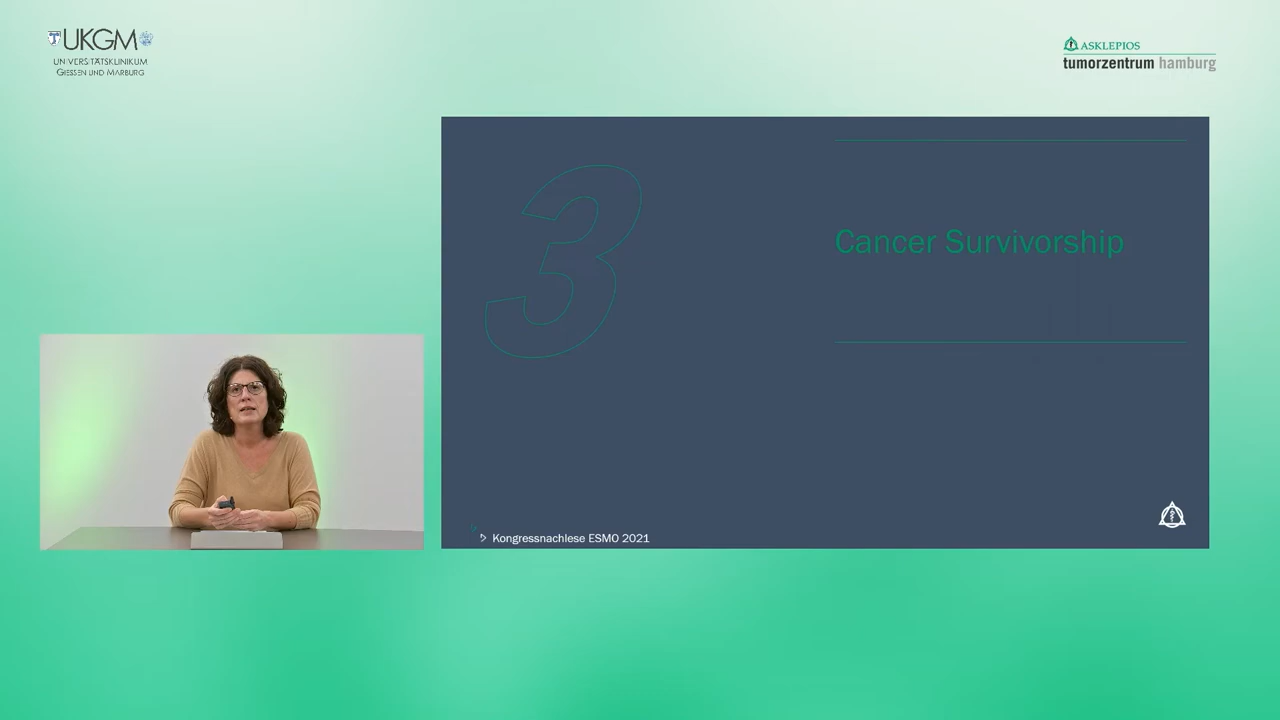 UKGM
UNIVERSITÄTSKLINIKUM
GIESSEN UND MARBURG
ASKLEPIOS
tumorzentrum hamburg
3
Cancer Survivorship
Kongressnachlese ESMO 2021